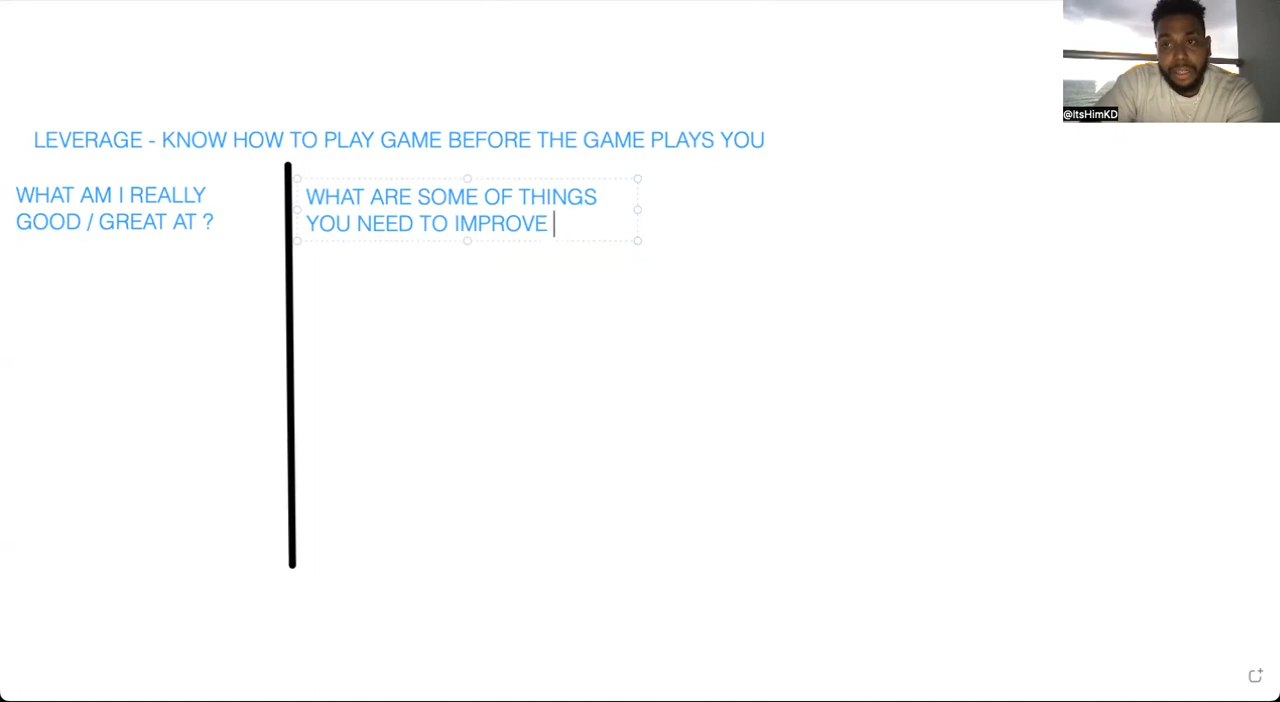 @ItsHimKD
LEVERAGE - KNOW HOW TO PLAY GAME BEFORE THE GAME PLAYS YOU
WHAT AM I REALLY
GOOD / GREAT AT ?
WHAT ARE SOME OF THINGS
YOU NEED TO IMPROVE